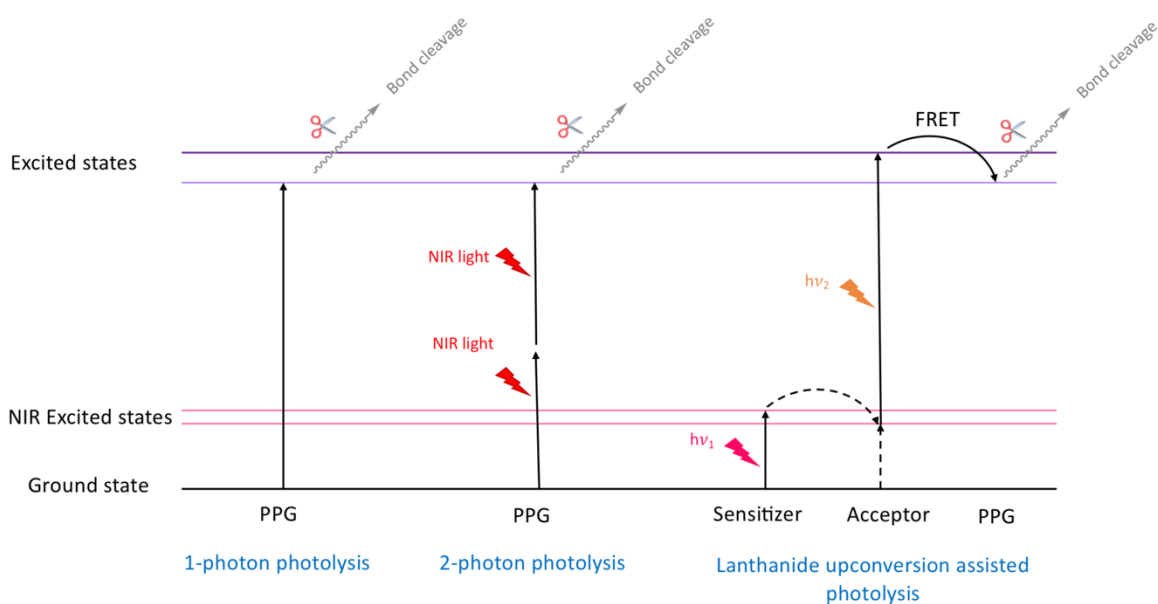 Bond cleavage
Bond cleavage
Bond cleavage
FRET
Excited states
NIR light
hν₂
NIR light
NIR Excited states
hν₁
Ground state
PPG
PPG
Sensitizer
Acceptor
PPG
1-photon photolysis
2-photon photolysis
Lanthanide upconversion assisted
photolysis